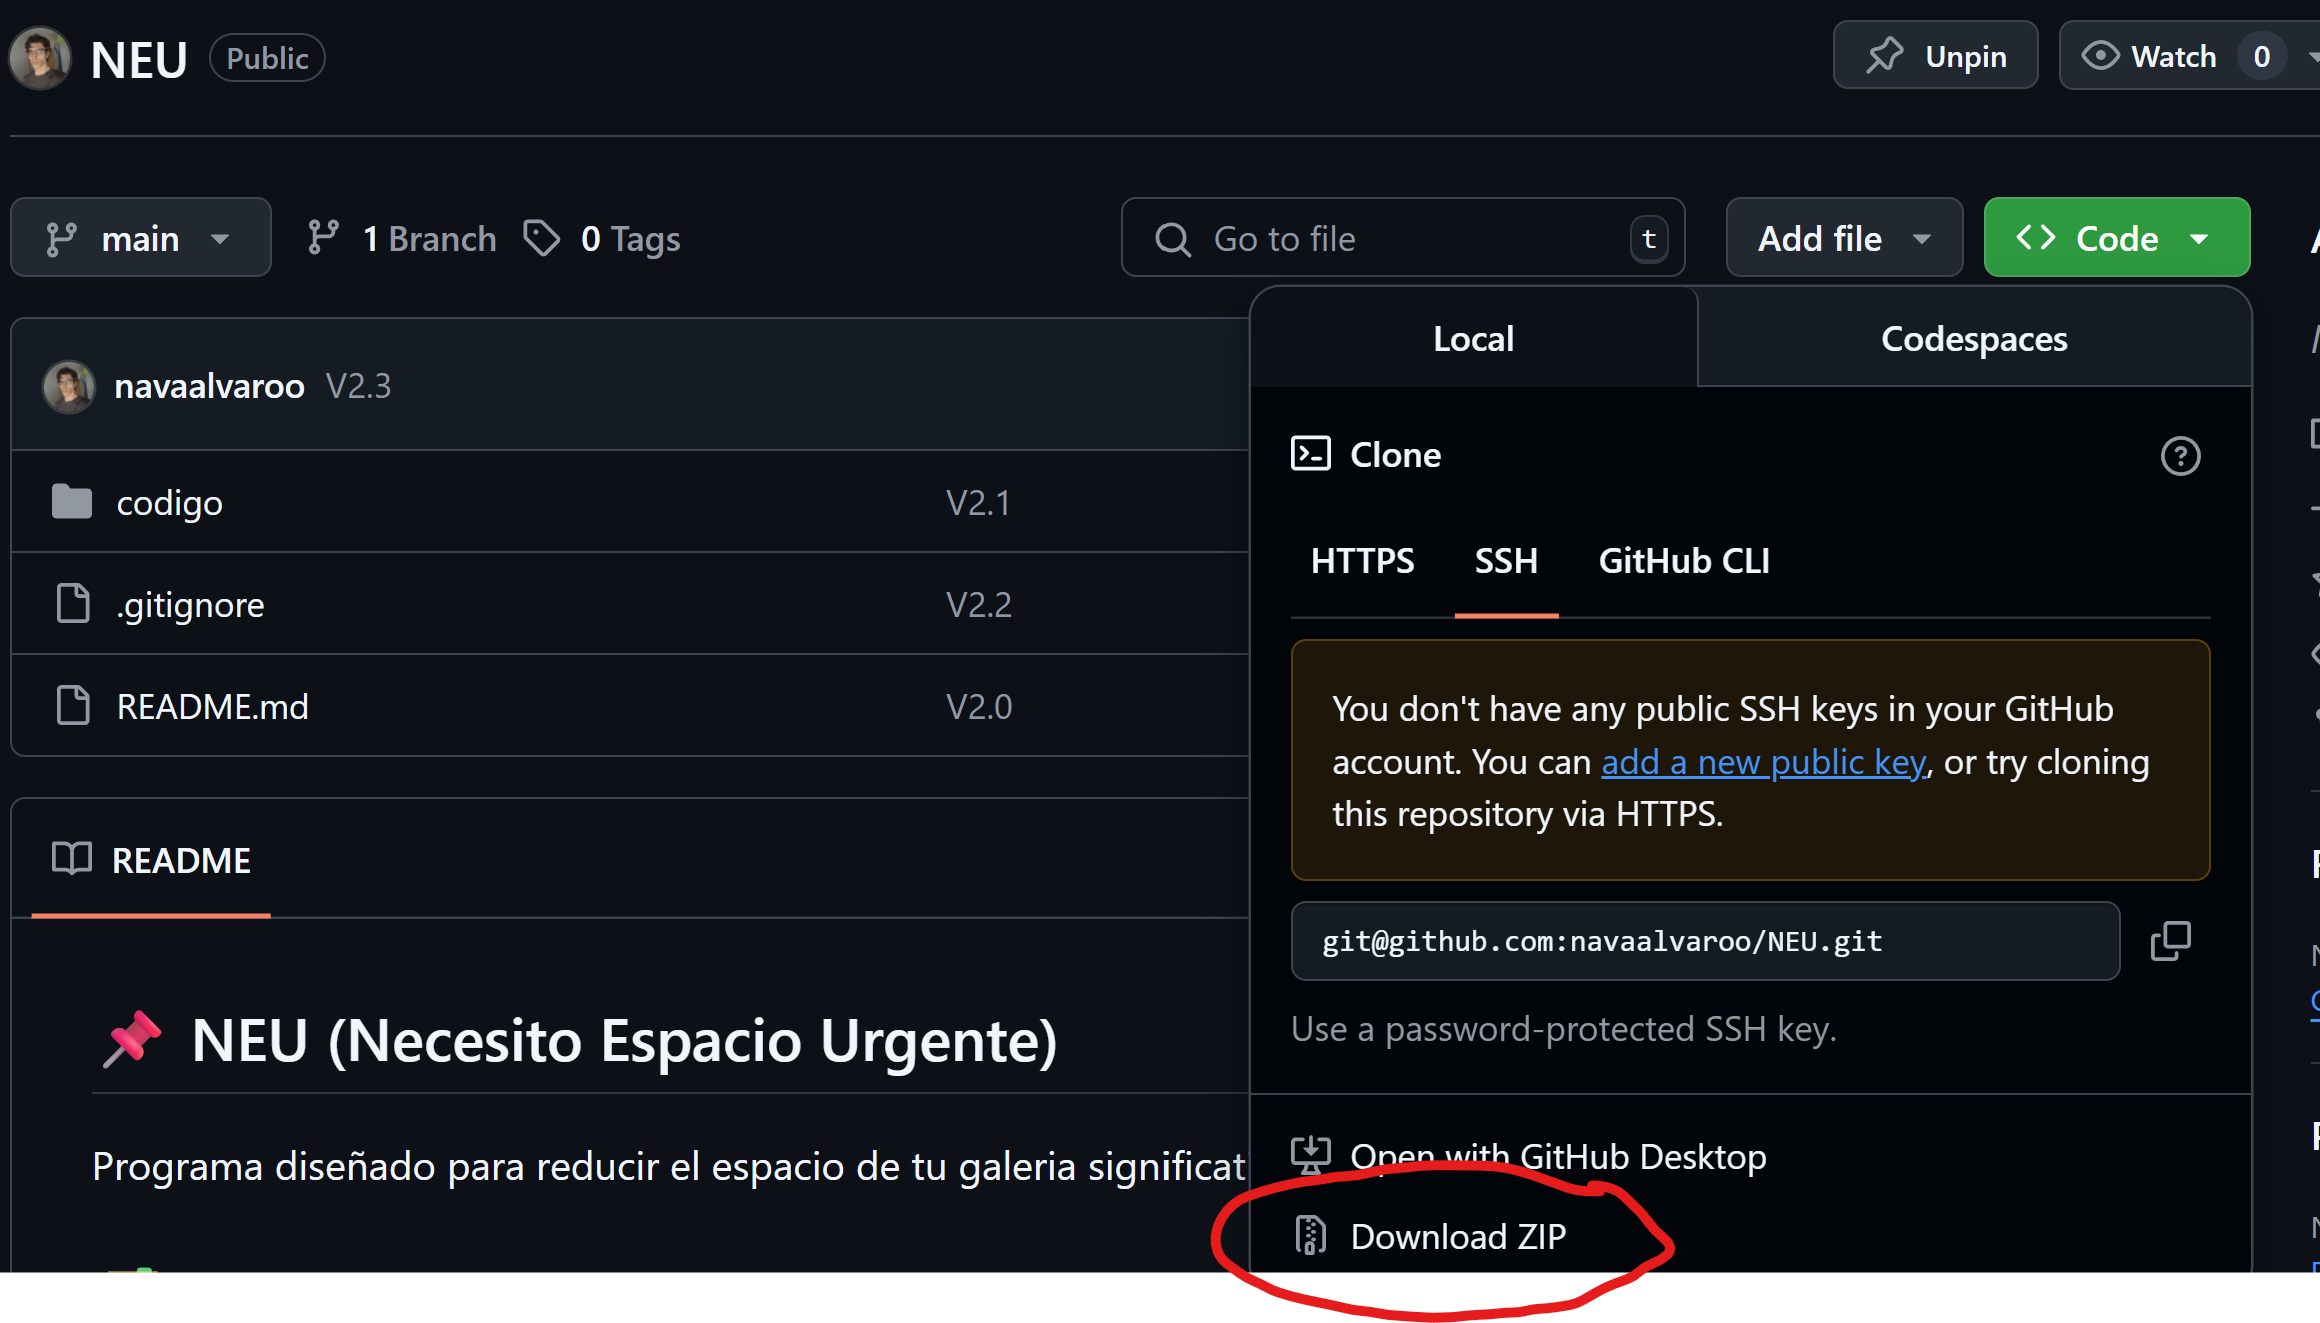 NEU Public
Unpin
Watch 0
main
1 Branch
0 Tags
Go to file
t
Add file
Code
navaalvaroo V2.3
codigo V2.1
.gitignore V2.2
README.md V2.0
README
📌 NEU (Necesito Espacio Urgente)
Programa diseñado para reducir el espacio de tu galeria significat
Local
Codespaces
Clone
HTTPS
SSH
GitHub CLI
You don't have any public SSH keys in your GitHub
account. You can add a new public key, or try cloning
this repository via HTTPS.
git@github.com:navaalvaroo/NEU.git
Use a password-protected SSH key.
Open with GitHub Desktop
Download ZIP